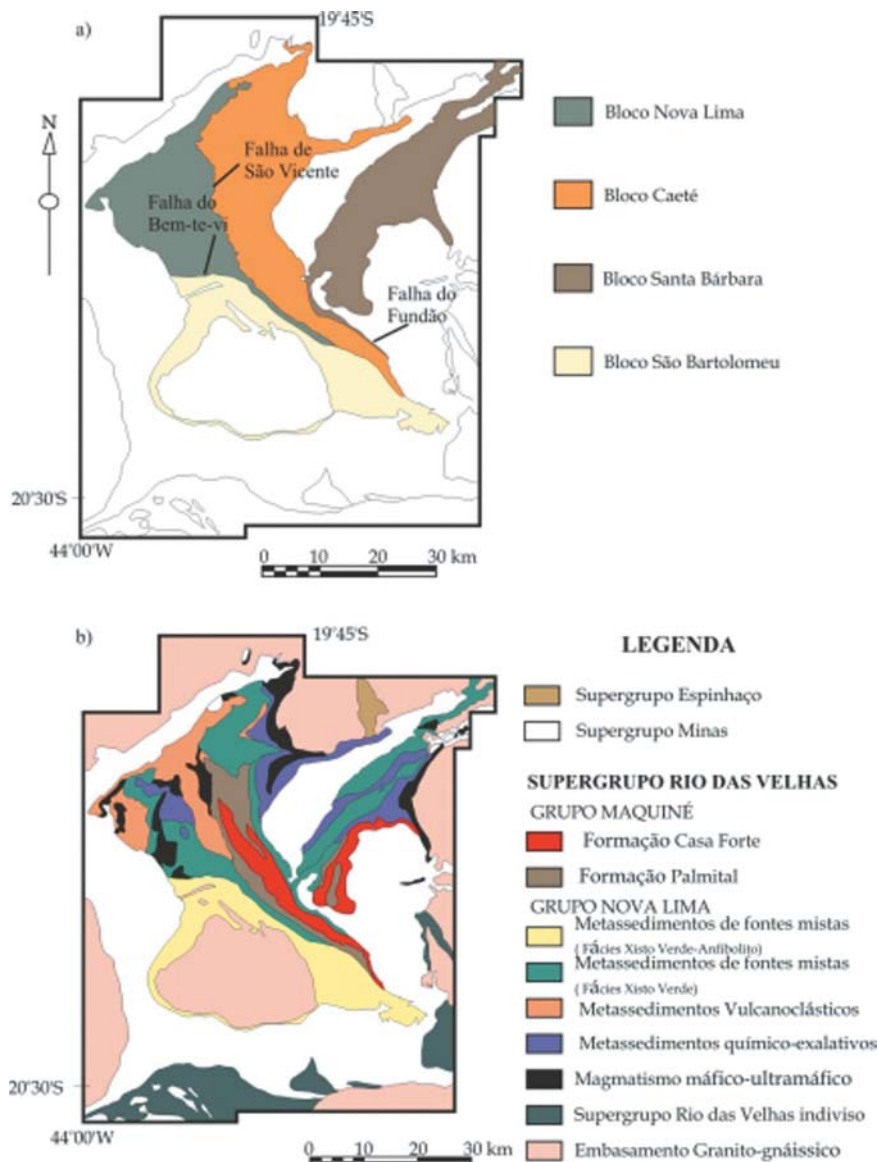 a)
19°45'S
N
Falha de
São Vicente
Falha do
Bem-te-vi
Falha do
Fundão
Bloco Nova Lima
Bloco Caeté
Bloco Santa Bárbara
Bloco São Bartolomeu
20°30'S
44°00'W
0 10 20 30 km
b)
19°45'S
LEGENDA
Supergrupo Espinhaço
Supergrupo Minas
SUPERGRUPO RIO DAS VELHAS
GRUPO MAQUINÉ
Formação Casa Forte
Formação Palmital
GRUPO NOVA LIMA
Metassedimentos de fontes mistas
( Fácies Xisto Verde-Anfibolito)
Metassedimentos de fontes mistas
( Fácies Xisto Verde)
Metassedimentos Vulcanoclásticos
Metassedimentos químico-exalativos
Magmatismo máfico-ultramáfico
Supergrupo Rio das Velhas indiviso
Embasamento Granito-gnáissico
20°30'S
44°00'W
0 10 20 30 km